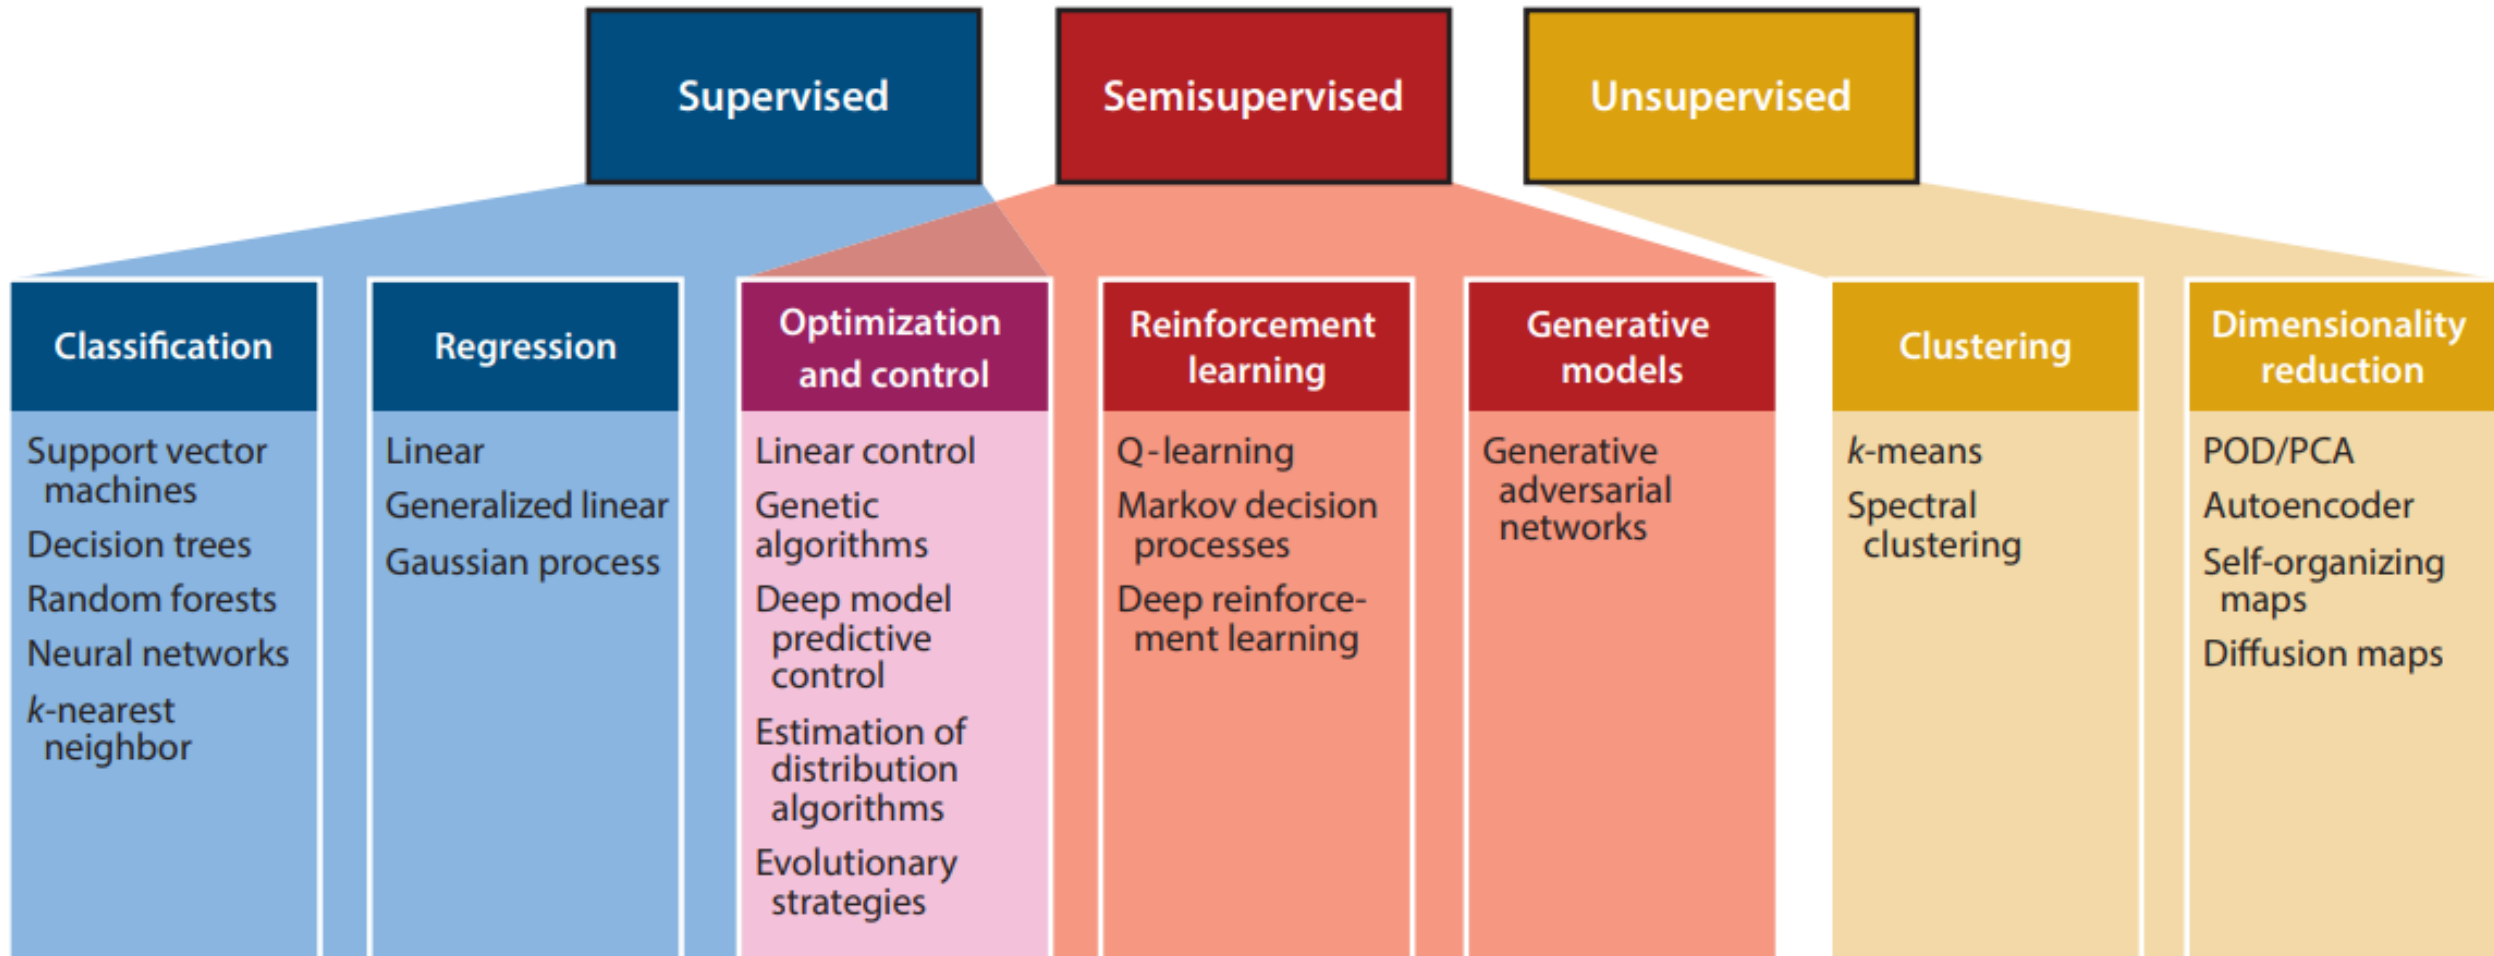 Supervised
Semisupervised
Unsupervised
Classification
Support vector
machines
Decision trees
Random forests
Neural networks
k-nearest
neighbor
Regression
Linear
Generalized linear
Gaussian process
Optimization
and control
Linear control
Genetic
algorithms
Deep model
predictive
control
Estimation of
distribution
algorithms
Evolutionary
strategies
Reinforcement
learning
Q-learning
Markov decision
processes
Deep reinforce-
ment learning
Generative
models
Generative
adversarial
networks
Clustering
k-means
Spectral
clustering
Dimensionality
reduction
POD/PCA
Autoencoder
Self-organizing
maps
Diffusion maps